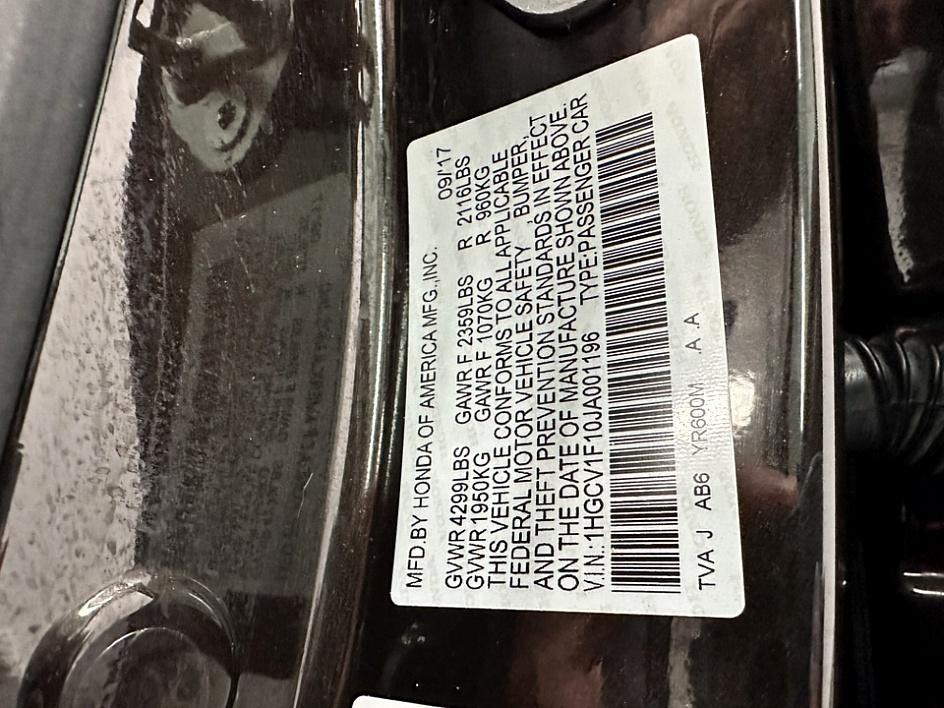 MFD.BY HONDA OF AMERICA MFG.,INC. 09/'17
GVWR 4299LBS GAWR F 2359LBS R 2116LBS
GVWR 1950KG GAWR F 1070KG R 960KG
THIS VEHICLE CONFORMS TO ALL APPLICABLE
FEDERAL MOTOR VEHICLE SAFETY , BUMPER,
AND THEFT PREVENTION STANDARDS IN EFFECT
ON THE DATE OF MANUFACTURE SHOWN ABOVE.
V.I.N.:1HGCV1F10JA001196 TYPE:PASSENGER CAR
TVA J AB6 YR600M A A